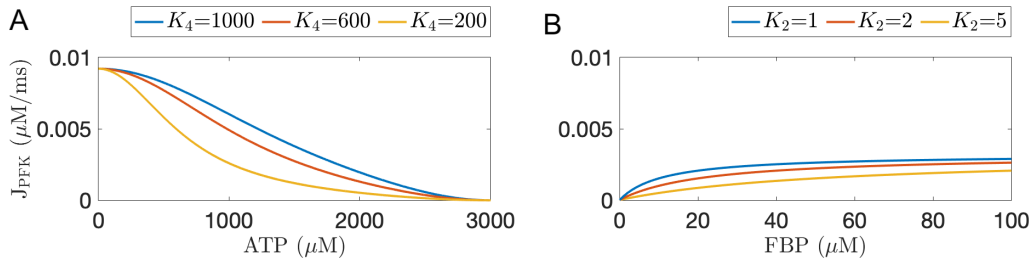 A
K₄=1000 K₄=600 K₄=200
0.01
0.005
0
J_PFK (μM/ms)
0 1000 2000 3000
ATP (μM)
B
K₂=1 K₂=2 K₂=5
0.01
0.005
0
0 20 40 60 80 100
FBP (μM)